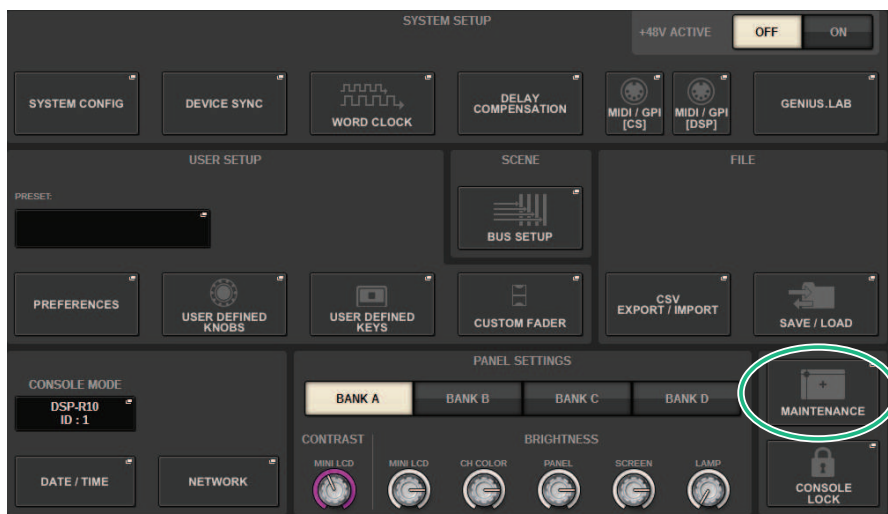 SYSTEM SETUP
+48V ACTIVE
OFF
ON
SYSTEM CONFIG
DEVICE SYNC
WORD CLOCK
DELAY
COMPENSATION
MIDI / GPI
[CS]
MIDI / GPI
[DSP]
GENIUS.LAB
USER SETUP
SCENE
FILE
PRESET:
BUS SETUP
PREFERENCES
USER DEFINED
KNOBS
USER DEFINED
KEYS
CUSTOM FADER
CSV
EXPORT / IMPORT
SAVE / LOAD
CONSOLE MODE
DSP-R10
ID : 1
PANEL SETTINGS
BANK A
BANK B
BANK C
BANK D
MAINTENANCE
CONTRAST
BRIGHTNESS
MINI LCD
MINI LCD
CH COLOR
PANEL
SCREEN
LAMP
DATE / TIME
NETWORK
CONSOLE
LOCK